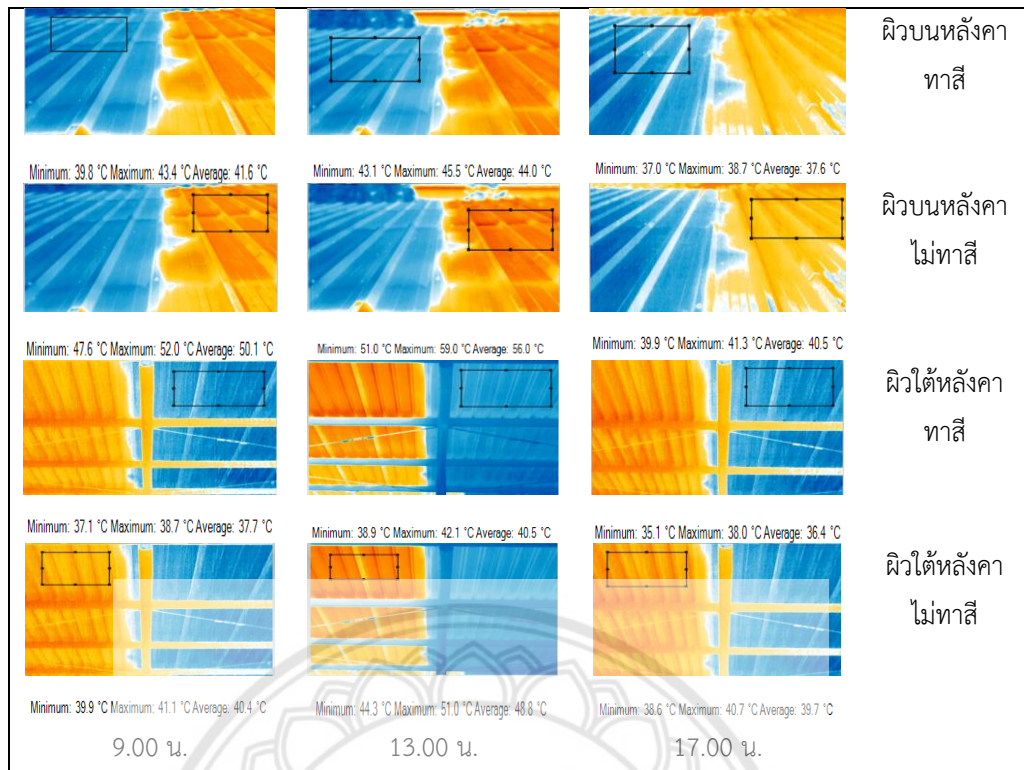 ผิวบนหลังคา
ทาสี
Minimum: 39.8 °C Maximum: 43.4 °C Average: 41.6 °C
Minimum: 43.1 °C Maximum: 45.5 °C Average: 44.0 °C
Minimum: 37.0 °C Maximum: 38.7 °C Average: 37.6 °C
ผิวบนหลังคา
ไม่ทาสี
Minimum: 47.6 °C Maximum: 52.0 °C Average: 50.1 °C
Minimum: 51.0 °C Maximum: 59.0 °C Average: 56.0 °C
Minimum: 39.9 °C Maximum: 41.3 °C Average: 40.5 °C
ผิวใต้หลังคา
ทาสี
Minimum: 37.1 °C Maximum: 38.7 °C Average: 37.7 °C
Minimum: 38.9 °C Maximum: 42.1 °C Average: 40.5 °C
Minimum: 35.1 °C Maximum: 38.0 °C Average: 36.4 °C
ผิวใต้หลังคา
ไม่ทาสี
Minimum: 39.9 °C Maximum: 41.1 °C Average: 40.4 °C
Minimum: 44.3 °C Maximum: 51.0 °C Average: 48.8 °C
Minimum: 38.6 °C Maximum: 40.7 °C Average: 39.7 °C
9.00 น.
13.00 น.
17.00 น.